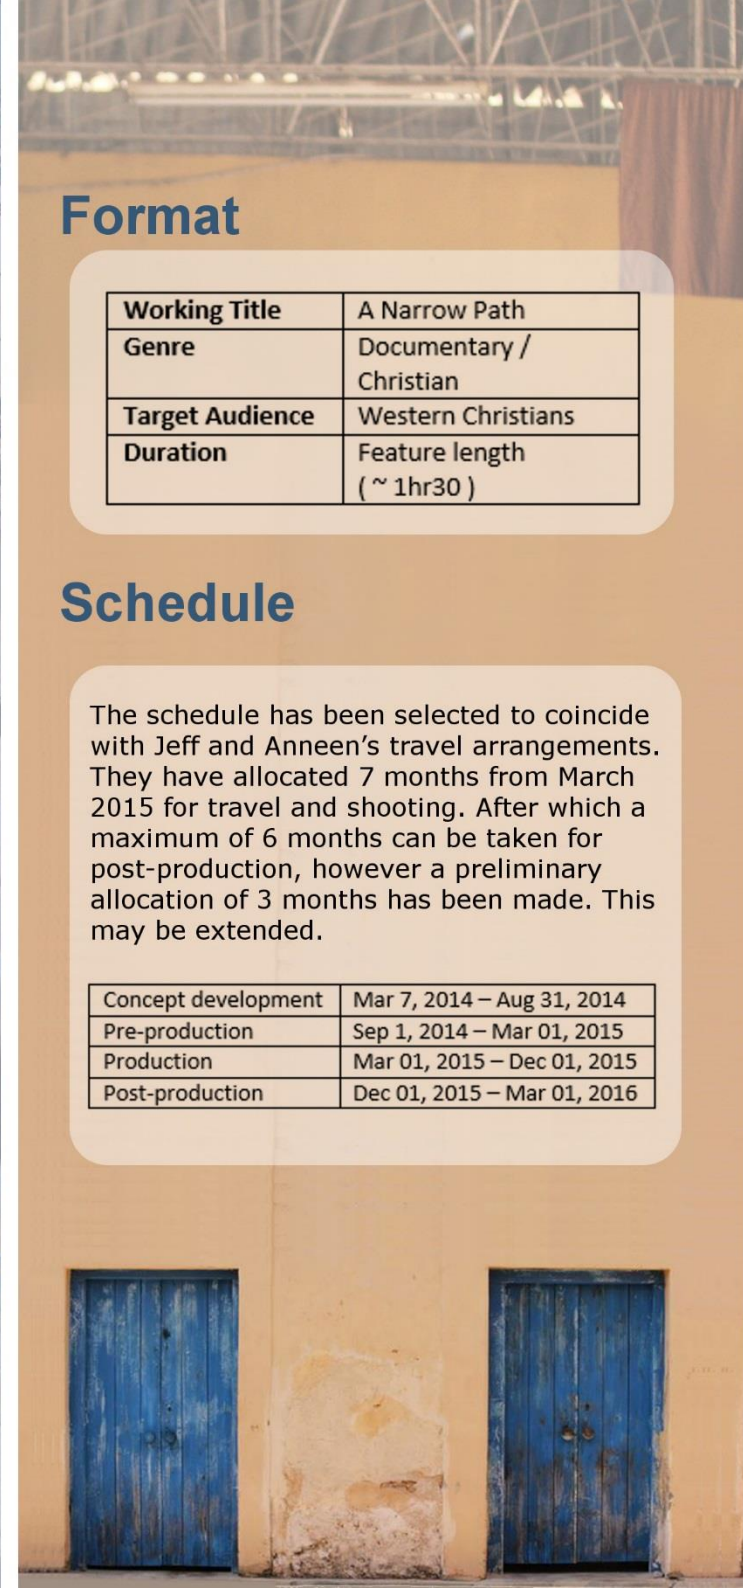 Format
Working Title A Narrow Path
Genre Documentary /
Christian
Target Audience Western Christians
Duration Feature length
( ~ 1hr30 )
Schedule
The schedule has been selected to coincide
with Jeff and Anneen’s travel arrangements.
They have allocated 7 months from March
2015 for travel and shooting. After which a
maximum of 6 months can be taken for
post-production, however a preliminary
allocation of 3 months has been made. This
may be extended.
Concept development Mar 7, 2014 – Aug 31, 2014
Pre-production Sep 1, 2014 – Mar 01, 2015
Production Mar 01, 2015 – Dec 01, 2015
Post-production Dec 01, 2015 – Mar 01, 2016